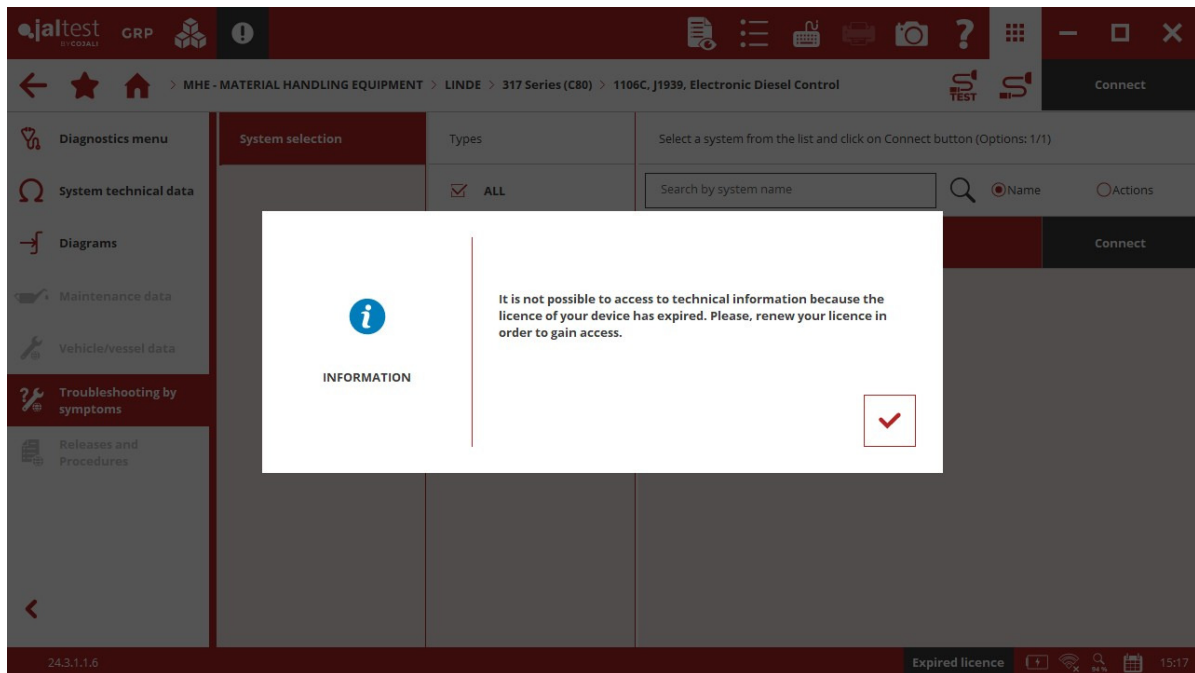 jaltest GRP
BY COJALI
> MHE - MATERIAL HANDLING EQUIPMENT > LINDE > 317 Series (C80) > 1106C, J1939, Electronic Diesel Control
TEST
Connect
Diagnostics menu
System selection
Types
Select a system from the list and click on Connect button (Options: 1/1)
System technical data
ALL
Search by system name
Name
Actions
Diagrams
Connect
Maintenance data
Vehicle/vessel data
Troubleshooting by
symptoms
Releases and
Procedures
INFORMATION
It is not possible to access to technical information because the
licence of your device has expired. Please, renew your licence in
order to gain access.
24.3.1.1.6
Expired licence
94 %
15:17